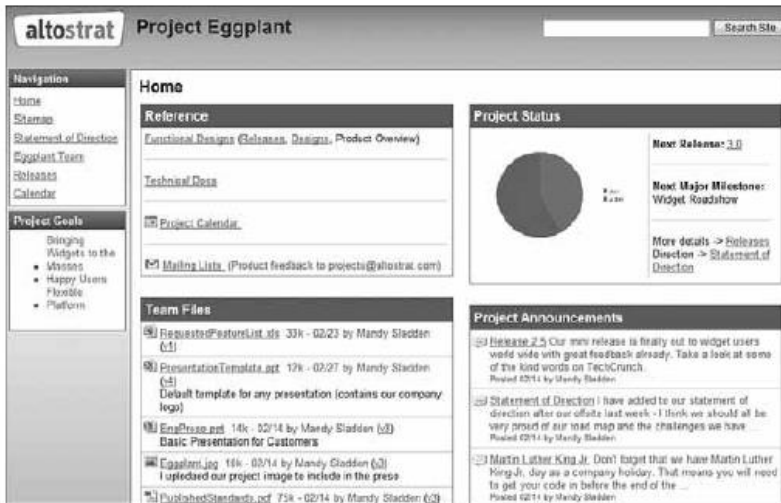 altostrat
Project Eggplant
Search Site
Navigation
Home
Sitemap
Statement of Direction
Eggplant Team
Releases
Calendar
Project Goals
Bringing
Widgets to the
Masses
Happy Users
Flexible
Platform
Home
Reference
Functional Designs (Releases, Designs, Product Overview)
Technical Docs
Project Calendar
Mailing Lists (Product feedback to projects@altostrat.com)
Project Status
Next Release: 3.0
Next Major Milestone:
Widget Roadshow
More details -> Releases
Direction -> Statement of
Direction
Team Files
RequestedFeatureList.xls 33k - 02/23 by Mandy Sladden
(v1)
PresentationTemplate.ppt 12k - 02/27 by Mandy Sladden
(v4)
Default template for any presentation (contains our company
logo)
EngPreso.ppt 14k - 02/14 by Mandy Sladden (v3)
Basic Presentation for Customers
Eggplant.jpg 16k - 02/14 by Mandy Sladden (v3)
I uploaded our project image to include in the preso
PublishedStandards.pdf 75k - 02/14 by Mandy Sladden (v3)
Project Announcements
Release 2.5 Our mini release is finally out to widget users
world wide with great feedback already. Take a look at some
of the kind words on TechCrunch.
Posted 02/14 by Mandy Sladden
Statement of Direction I have added to our statement of
direction after our offsite last week - I think we should all be
very proud of our road map and the challenges we have ...
Posted 02/14 by Mandy Sladden
Martin Luther King Jr. Don't forget that we have Martin Luther
King Jr. day as a company holiday. That means you will need
to get your code in before the end of the ...
Posted 02/14 by Mandy Sladden